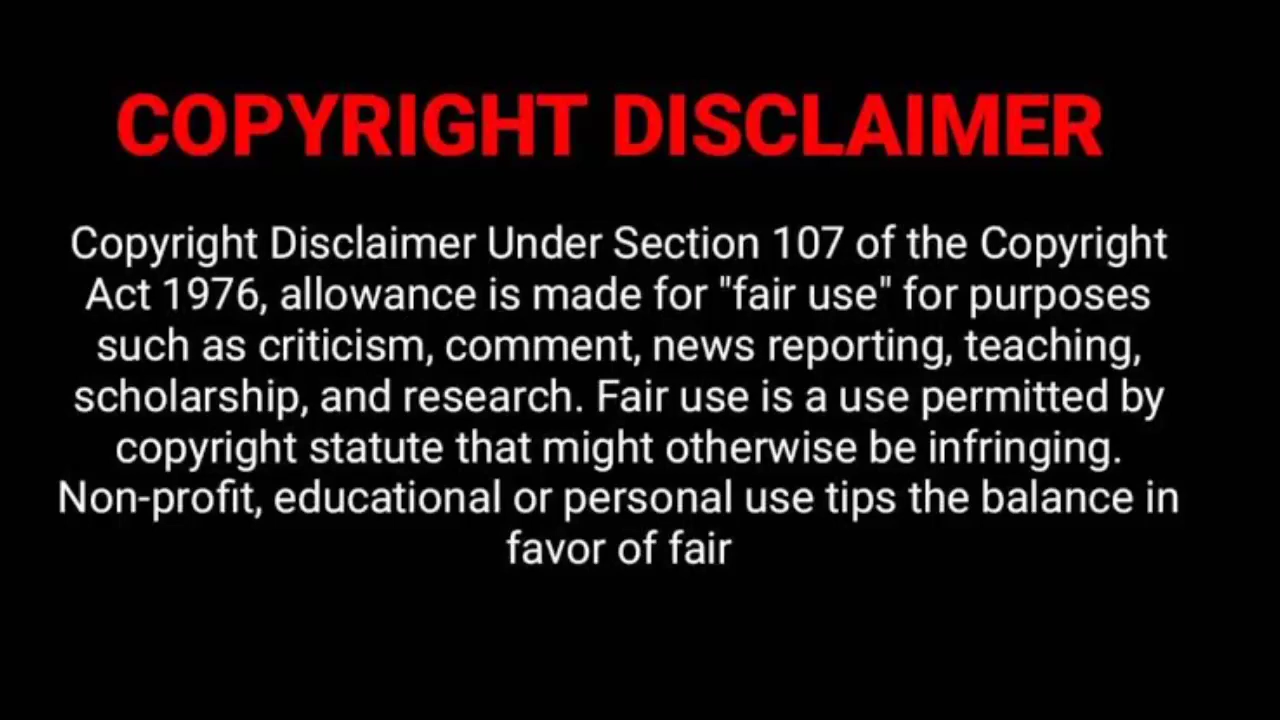 COPYRIGHT DISCLAIMER
Copyright Disclaimer Under Section 107 of the Copyright
Act 1976, allowance is made for "fair use" for purposes
such as criticism, comment, news reporting, teaching,
scholarship, and research. Fair use is a use permitted by
copyright statute that might otherwise be infringing.
Non-profit, educational or personal use tips the balance in
favor of fair